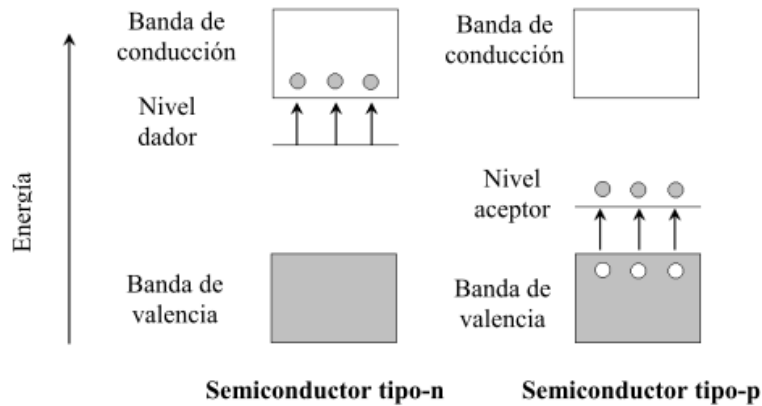 Energía
Banda de
conducción
Nivel
dador
Banda de
valencia
Semiconductor tipo-n
Banda de
conducción
Nivel
aceptor
Banda de
valencia
Semiconductor tipo-p